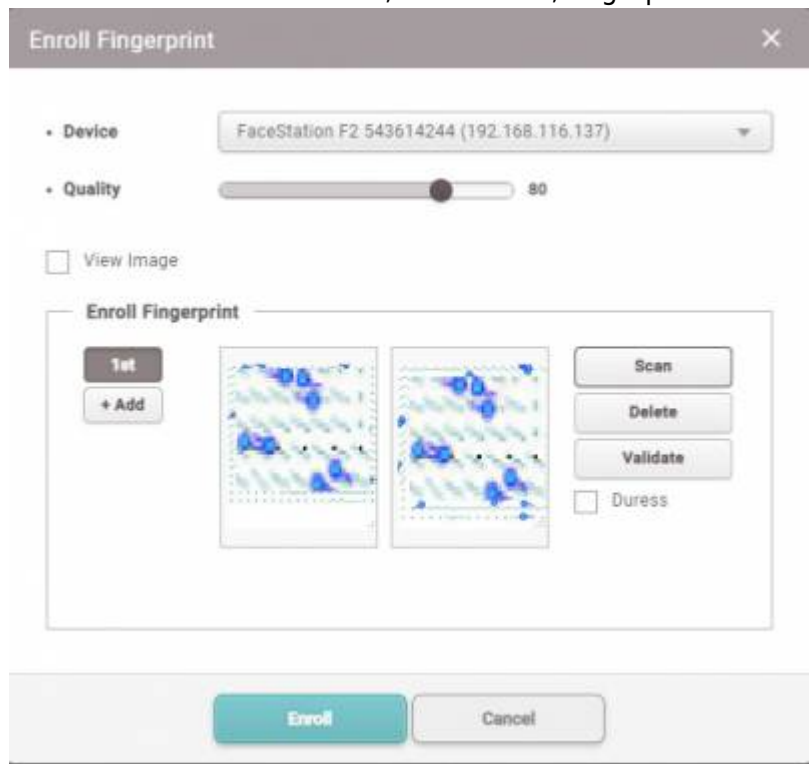 Enroll Fingerprint
• Device FaceStation F2 543614244 (192.168.116.137)
• Quality 80
View Image
Enroll Fingerprint
1st
+ Add
Scan
Delete
Validate
Duress
Enroll Cancel